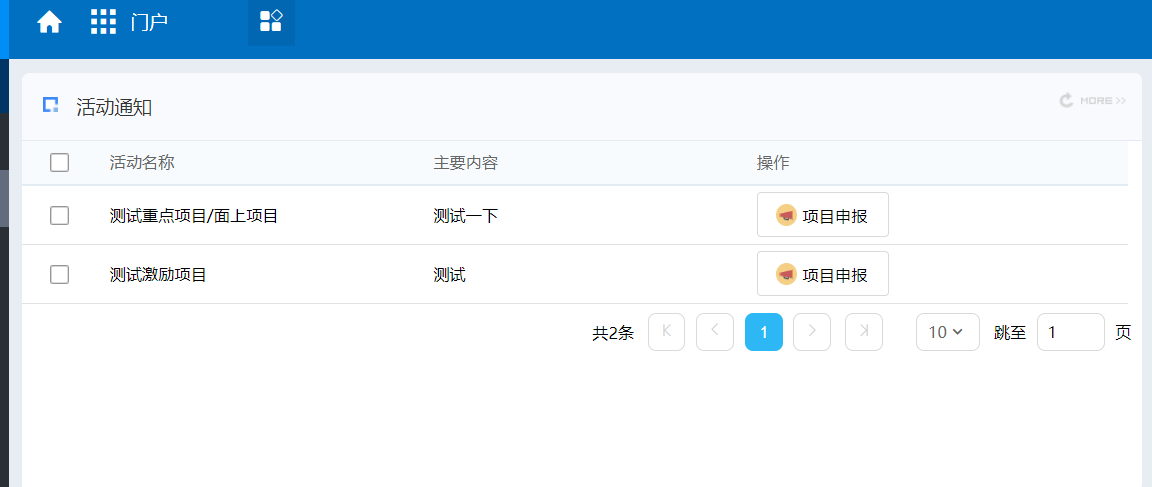 门户
活动通知 MORE
活动名称 主要内容 操作
测试重点项目/面上项目 测试一下 项目申报
测试激励项目 测试 项目申报
共2条 1 10 跳至 1 页